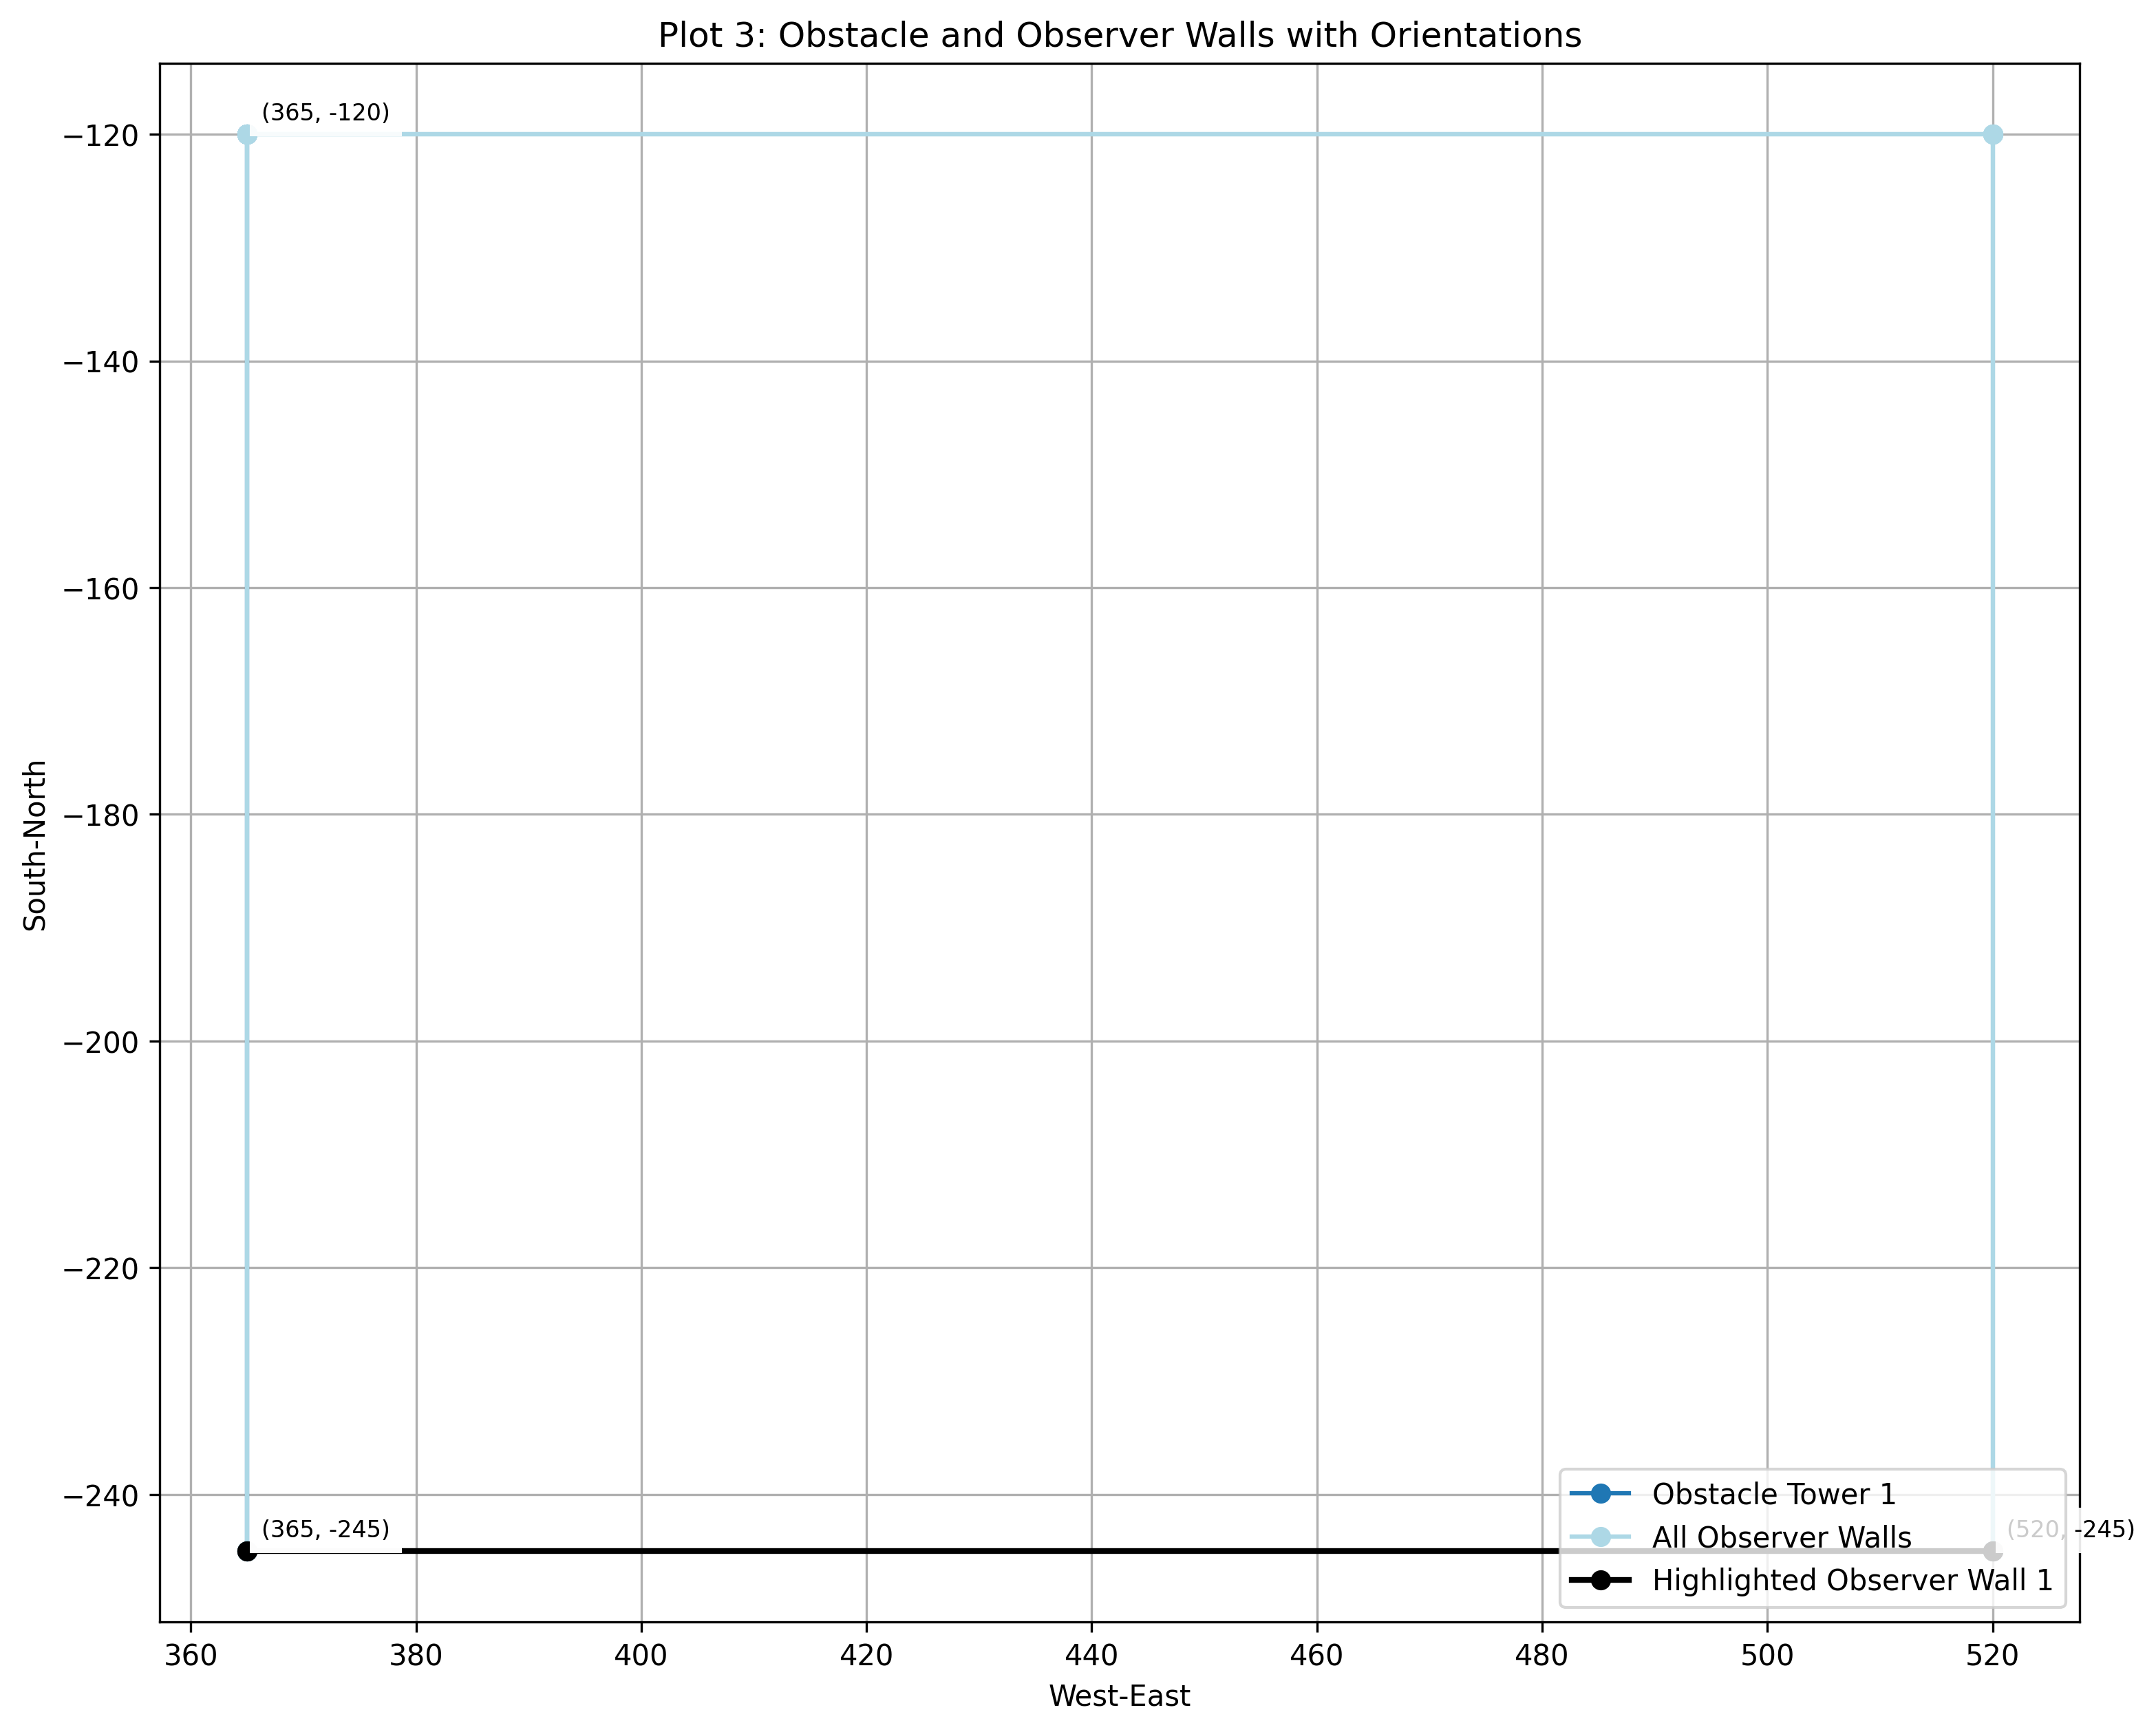 Plot 3: Obstacle and Observer Walls with Orientations
(365, -120)
−120
−140
−160
−180
−200
−220
−240
South-North
(365, -245)
(520, -245)
Obstacle Tower 1
All Observer Walls
Highlighted Observer Wall 1
360 380 400 420 440 460 480 500 520
West-East